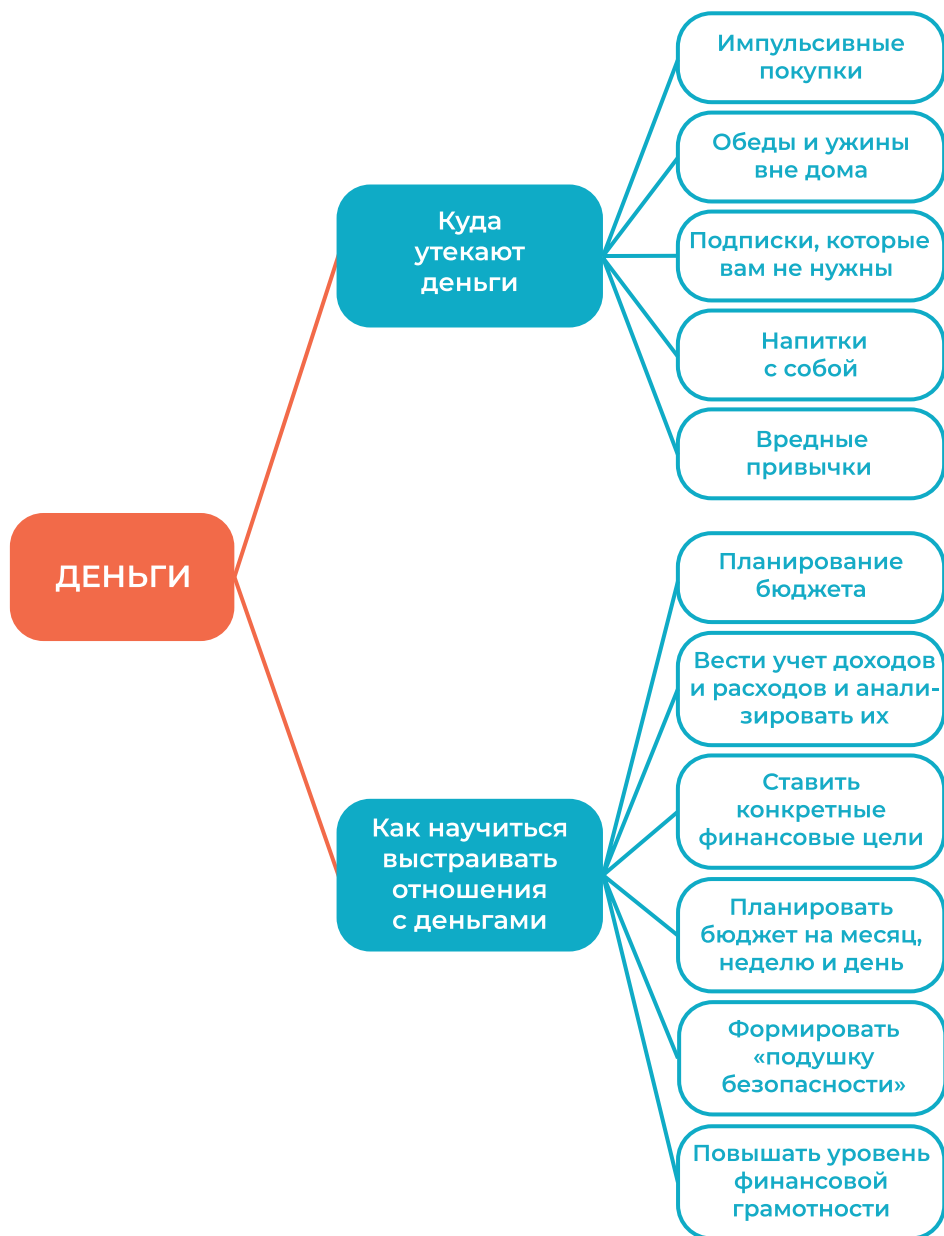 ДЕНЬГИ
Куда
утекают
деньги
Импульсивные
покупки
Обеды и ужины
вне дома
Подписки, которые
вам не нужны
Напитки
с собой
Вредные
привычки
Как научиться
выстраивать
отношения
с деньгами
Планирование
бюджета
Вести учет доходов
и расходов и анали-
зировать их
Ставить
конкретные
финансовые цели
Планировать
бюджет на месяц,
неделю и день
Формировать
«подушку
безопасности»
Повышать уровень
финансовой
грамотности